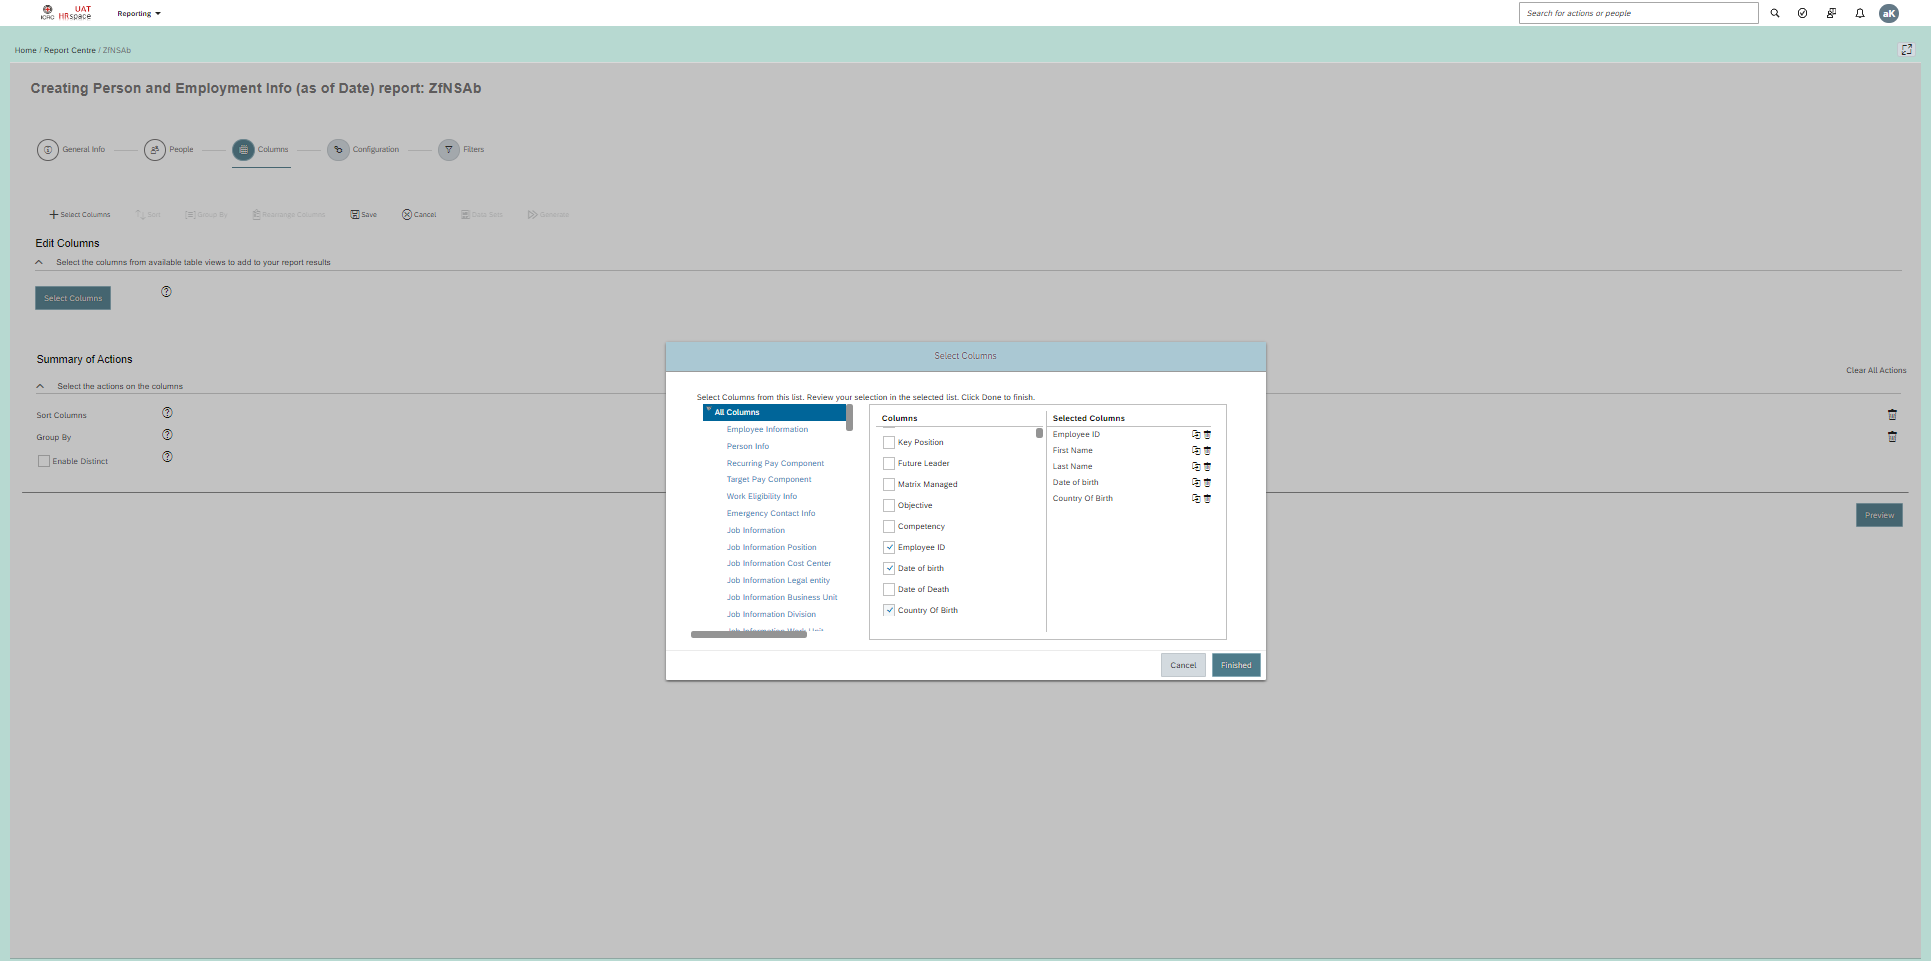 UAT
ICRC HRspace
Reporting
Search for actions or people
aK
Home / Report Centre / ZfNSAb
Creating Person and Employment Info (as of Date) report: ZfNSAb
General Info
People
Columns
Configuration
Filters
Select Columns
Sort
Group By
Rearrange Columns
Save
Cancel
Data Sets
Generate
Edit Columns
Select the columns from available table views to add to your report results
Select Columns
Summary of Actions
Clear All Actions
Select the actions on the columns
Sort Columns
Group By
Enable Distinct
Preview
Select Columns
Select Columns from this list. Review your selection in the selected list. Click Done to finish.
All Columns
Employee Information
Person Info
Recurring Pay Component
Target Pay Component
Work Eligibility Info
Emergency Contact Info
Job Information
Job Information Position
Job Information Cost Center
Job Information Legal entity
Job Information Business Unit
Job Information Division
Job Information Work Unit
Columns
Key Position
Future Leader
Matrix Managed
Objective
Competency
Employee ID
Date of birth
Date of Death
Country Of Birth
Selected Columns
Employee ID
First Name
Last Name
Date of birth
Country Of Birth
Cancel
Finished